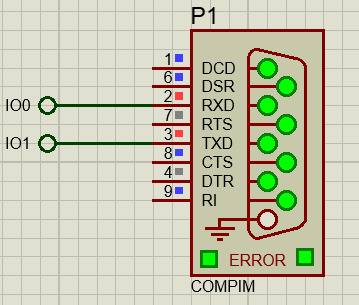 P1
1 DCD
6 DSR
IO0 2 RXD
7 RTS
IO1 3 TXD
8 CTS
4 DTR
9 RI
ERROR
COMPIM